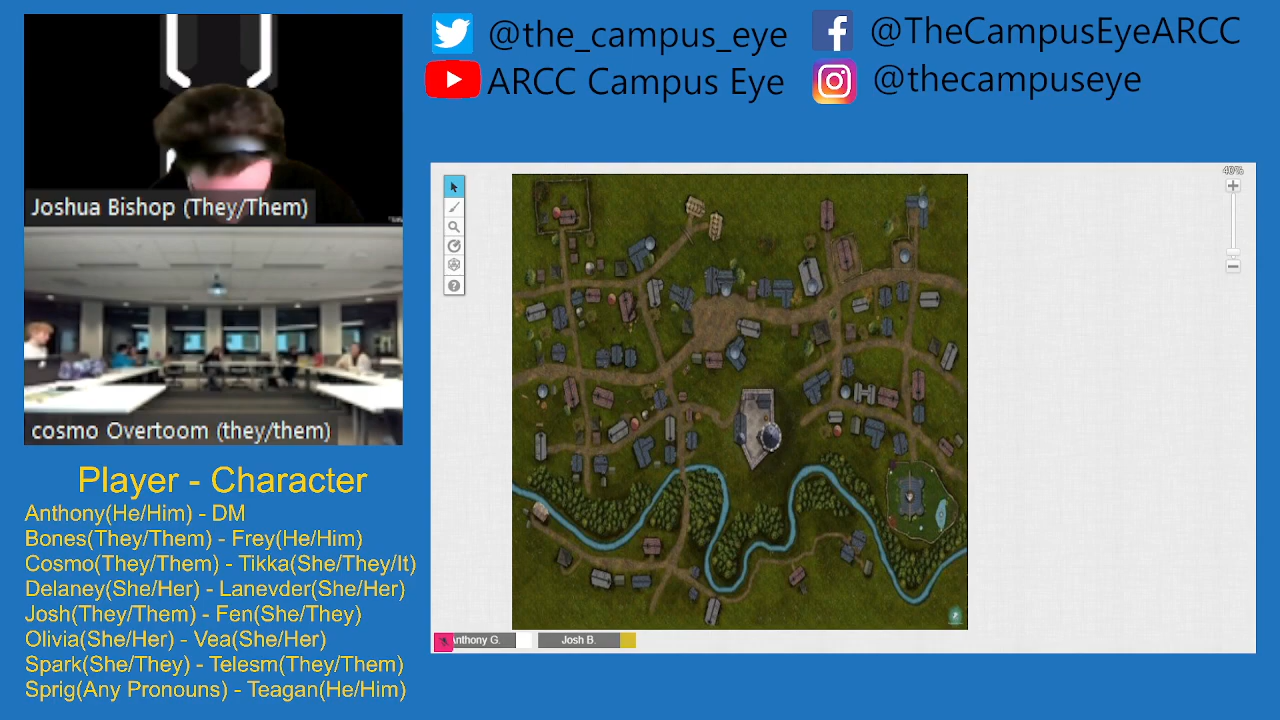 @the_campus_eye
@TheCampusEyeARCC
ARCC Campus Eye
@thecampuseye
Joshua Bishop (They/Them)
cosmo Overtoom (they/them)
Player - Character
Anthony(He/Him) - DM
Bones(They/Them) - Frey(He/Him)
Cosmo(They/Them) - Tikka(She/They/It)
Delaney(She/Her) - Lanevder(She/Her)
Josh(They/Them) - Fen(She/They)
Olivia(She/Her) - Vea(She/Her)
Spark(She/They) - Telesm(They/Them)
Sprig(Any Pronouns) - Teagan(He/Him)
nthony G.
Josh B.